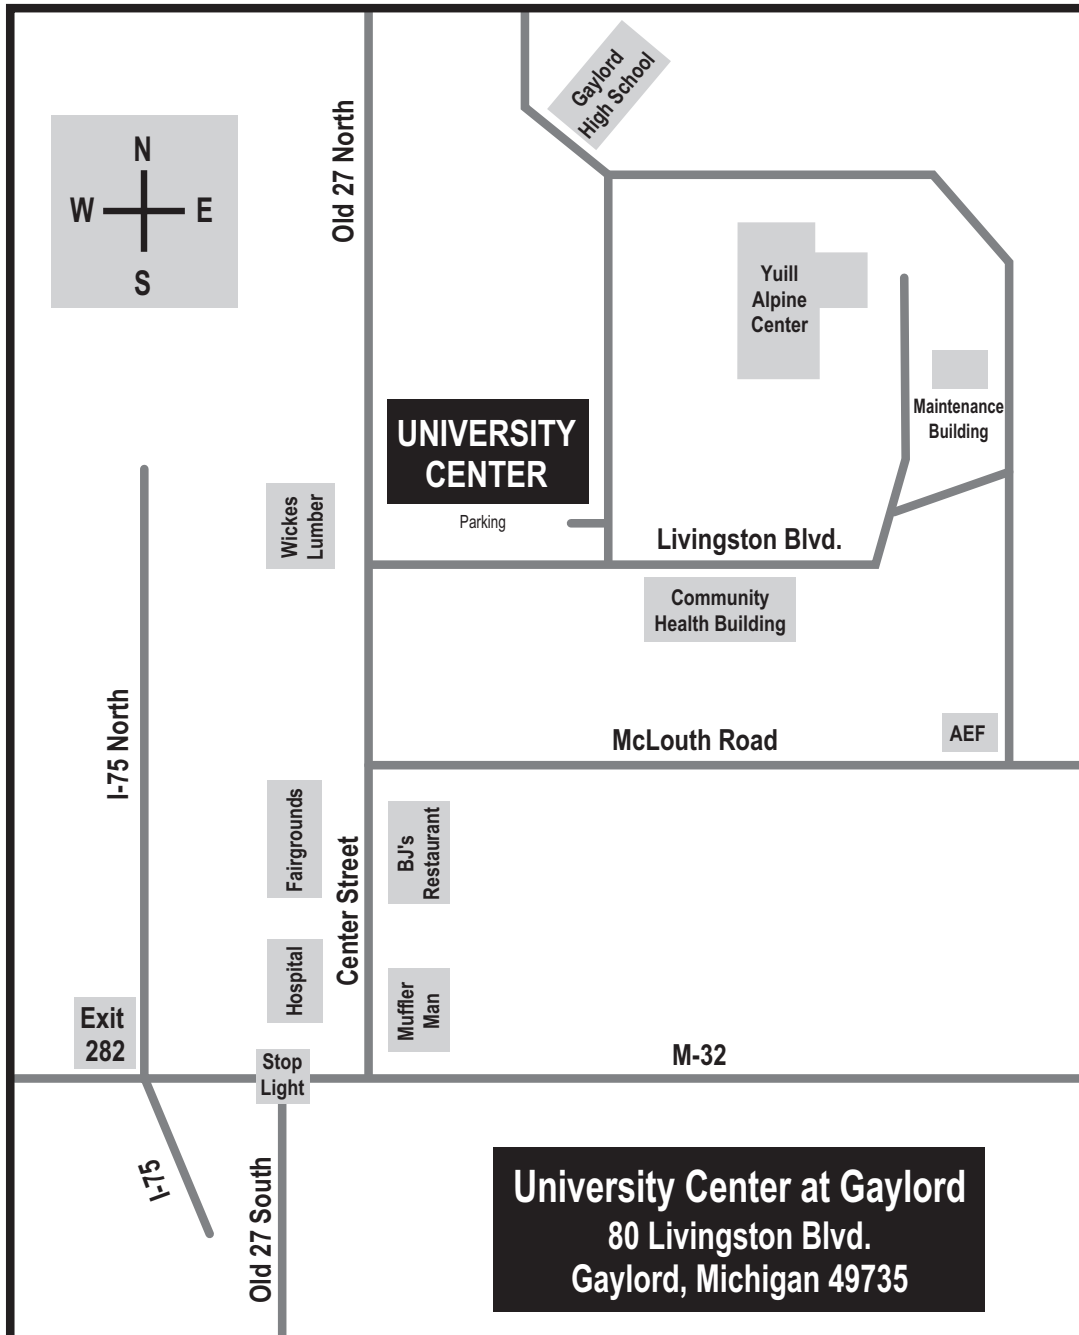 Gaylord
High School
N
W E
S
Old 27 North
Yuill
Alpine
Center
Maintenance
Building
UNIVERSITY
CENTER
Parking
Wickes
Lumber
Livingston Blvd.
Community
Health Building
I-75 North
McLouth Road
AEF
Fairgrounds
BJ's
Restaurant
Center Street
Hospital
Muffler
Man
Exit
282
Stop
Light
M-32
I-75
Old 27 South
University Center at Gaylord
80 Livingston Blvd.
Gaylord, Michigan 49735